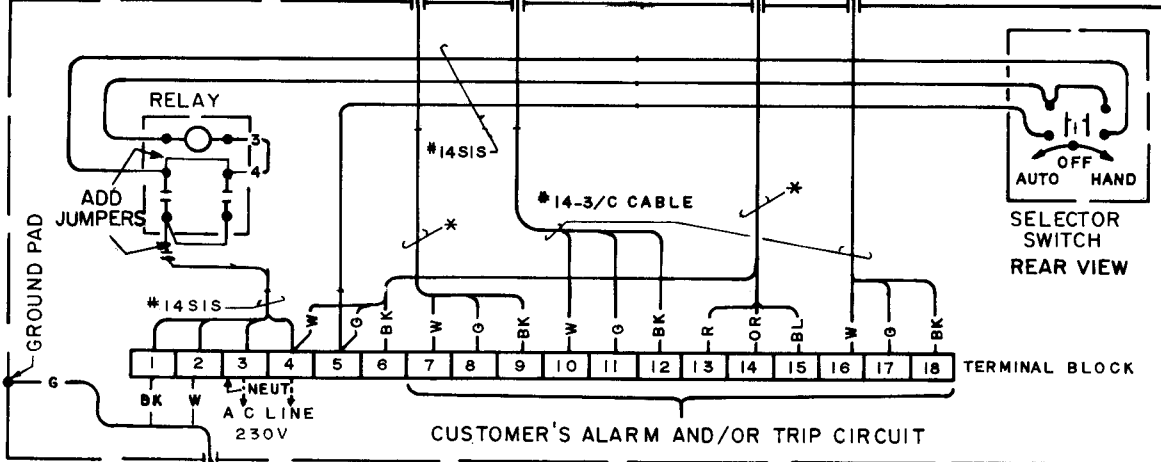 RELAY
3
4
ADD
JUMPERS
GROUND PAD
#14SIS
*
#14-3/C CABLE
*
OFF
AUTO HAND
SELECTOR
SWITCH
REAR VIEW
#14SIS
W G BK W G BK W G BK R OR BL W G BK
1 2 3 4 5 6 7 8 9 10 11 12 13 14 15 16 17 18
TERMINAL BLOCK
G
BK W
NEUT
AC LINE
230V
CUSTOMER'S ALARM AND/OR TRIP CIRCUIT